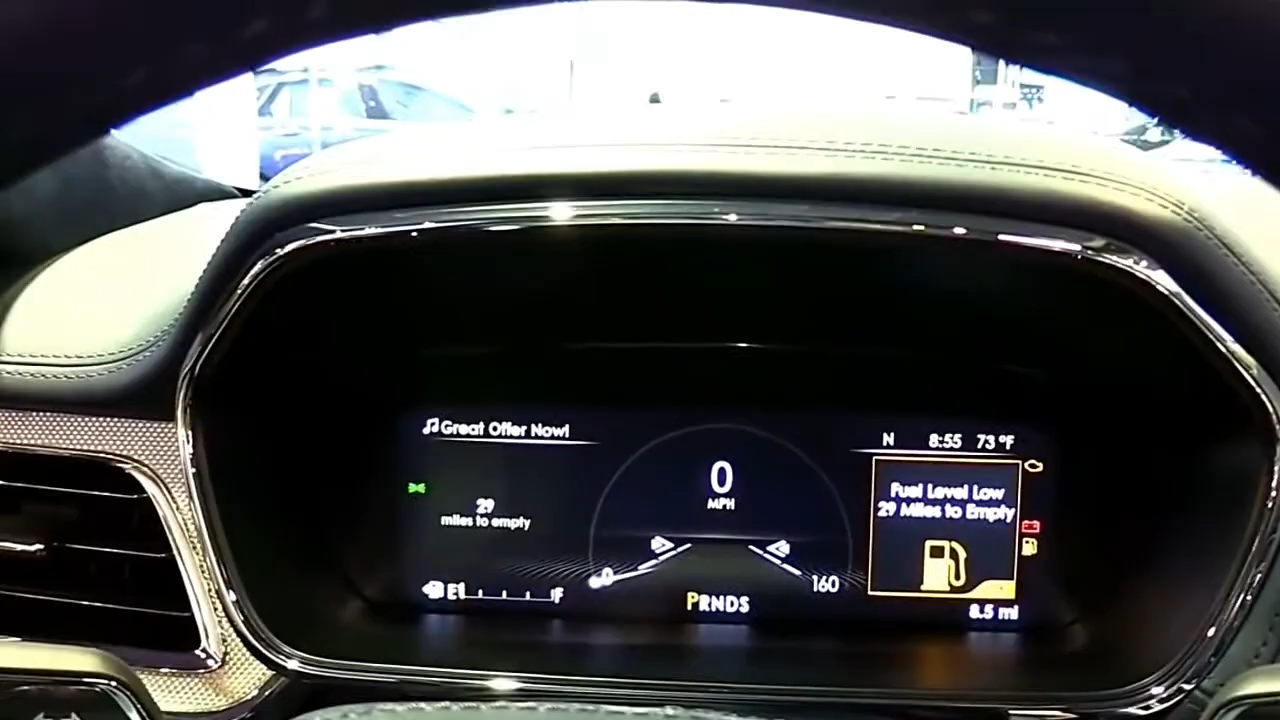 Great Offer Now!
N 8:55 73 °F
0
MPH
29
miles to empty
Fuel Level Low
29 Miles to Empty
0
160
E F
PRNDS
8.5 mi